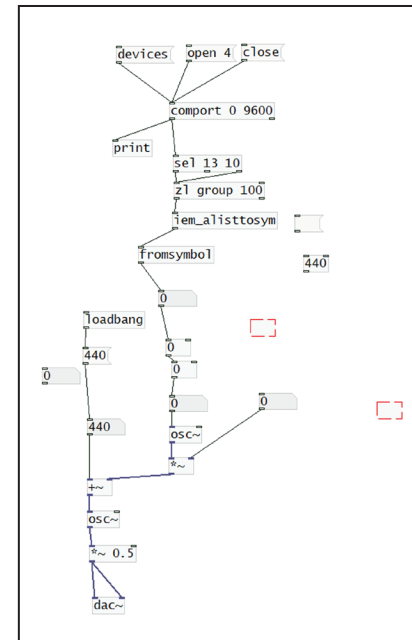 devices
open 4
close
comport 0 9600
print
sel 13 10
zl group 100
iem_alisttosym
fromsymbol
440
0
loadbang
0
440
0
0
0
0
440
osc~
*~
+~
osc~
*~ 0.5
dac~